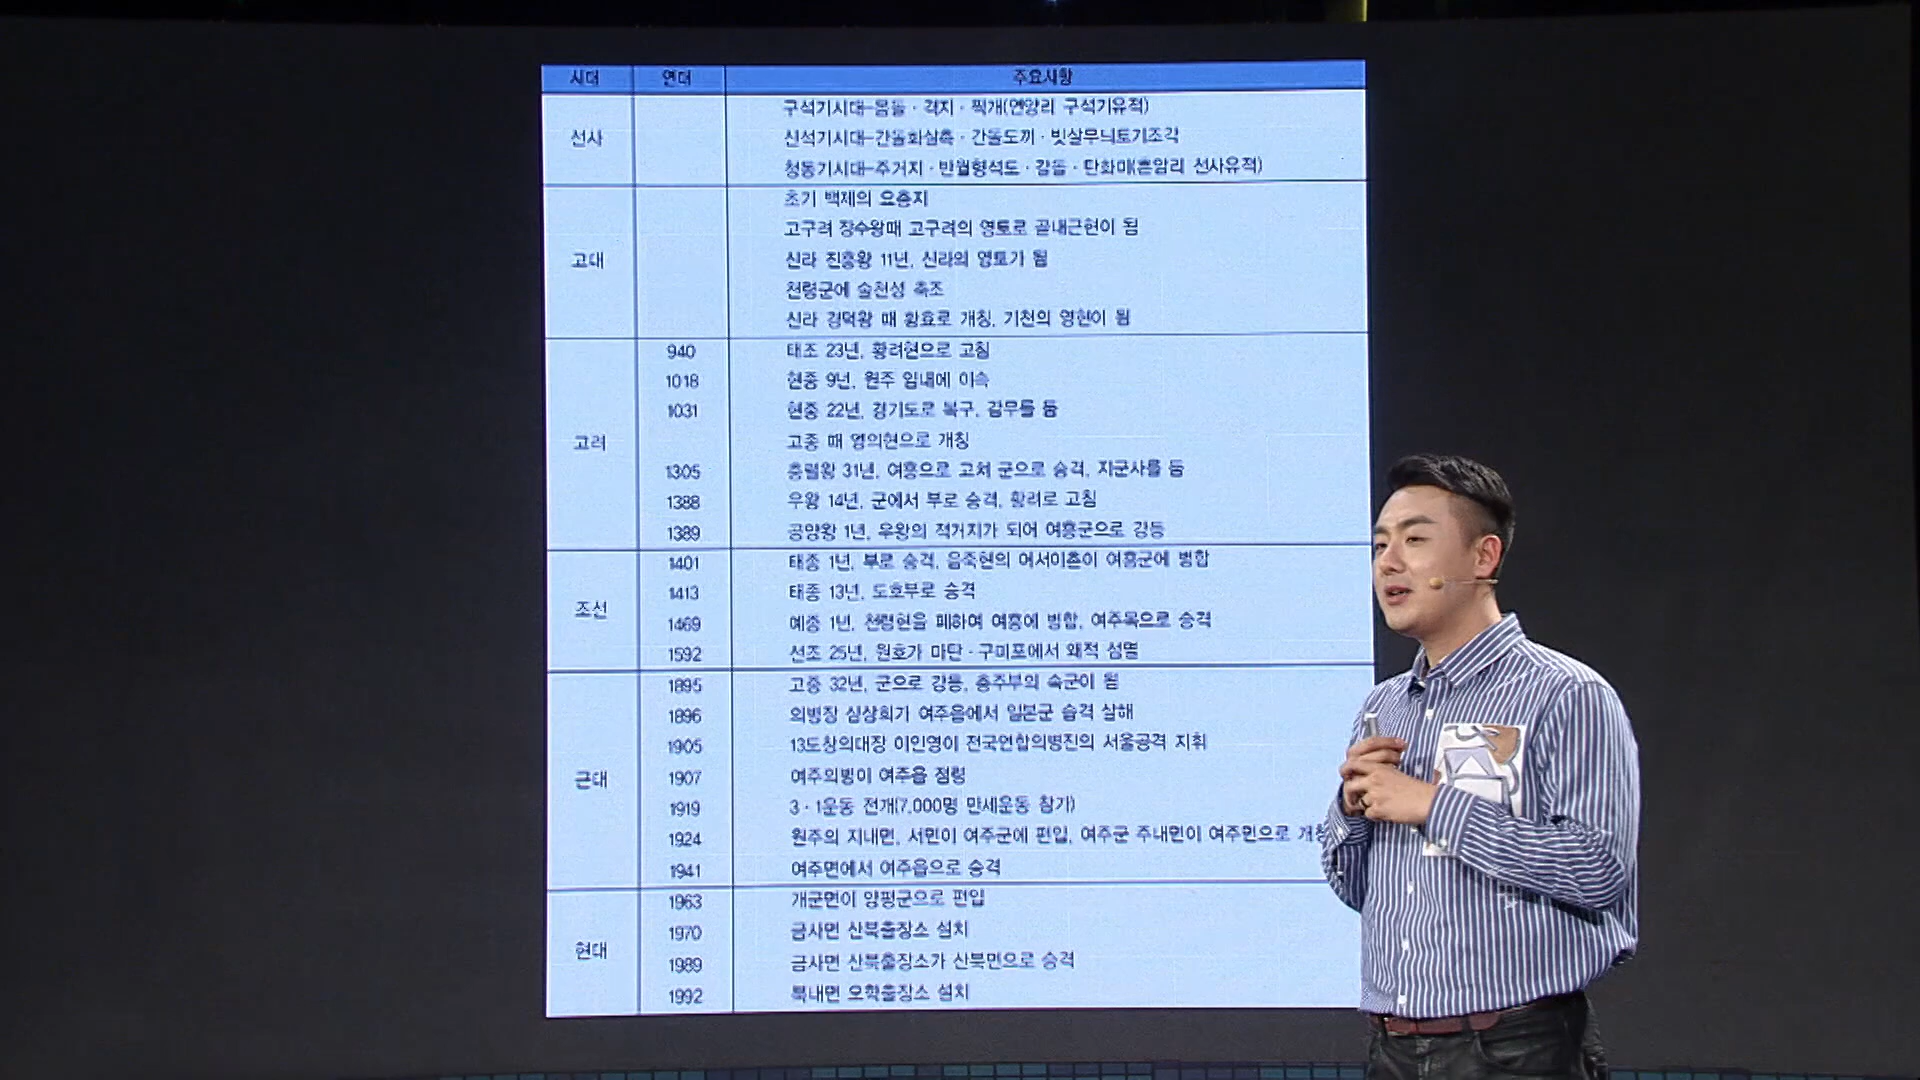 시대 연대 주요사항
구석기시대-몸돌·격지·찍개(연양리 구석기유적)
선사 신석기시대-간돌화살촉·간돌도끼·빗살무늬토기조각
청동기시대-주거지·반월형석도·갈돌·탄화미(흔암리 선사유적)
초기 백제의 요충지
고구려 장수왕때 고구려의 영토로 골내근현이 됨
고대 신라 진흥왕 11년, 신라의 영토가 됨
천령군에 술천성 축조
신라 경덕왕 때 황효로 개칭, 기천의 영현이 됨
940 태조 23년, 황려현으로 고침
1018 현종 9년, 원주 임내에 이속
1031 현종 22년, 경기도로 복구, 감무를 둠
고려 고종 때 영의현으로 개칭
1305 충렬왕 31년, 여흥으로 고쳐 군으로 승격, 지군사를 둠
1388 우왕 14년, 군에서 부로 승격, 황려로 고침
1389 공양왕 1년, 우왕의 적거지가 되어 여흥군으로 강등
1401 태종 1년, 부로 승격, 음죽현의 어서이촌이 여흥군에 병합
1413 태종 13년, 도호부로 승격
조선
1469 예종 1년, 천령현을 폐하여 여흥에 병합, 여주목으로 승격
1592 선조 25년, 원호가 마탄·구미포에서 왜적 섬멸
1895 고종 32년, 군으로 강등, 충주부의 속군이 됨
1896 의병장 심상희가 여주읍에서 일본군 습격 살해
1905 13도창의대장 이인영이 전국연합의병진의 서울공격 지휘
근대 1907 여주의병이 여주읍 점령
1919 3·1운동 전개(7,000명 만세운동 참가)
1924 원주의 지내면, 서면이 여주군에 편입, 여주군 주내면이 여주면으로 개칭
1941 여주면에서 여주읍으로 승격
1963 개군면이 양평군으로 편입
1970 금사면 산북출장소 설치
현대
1989 금사면 산북출장소가 산북면으로 승격
1992 북내면 오학출장소 설치